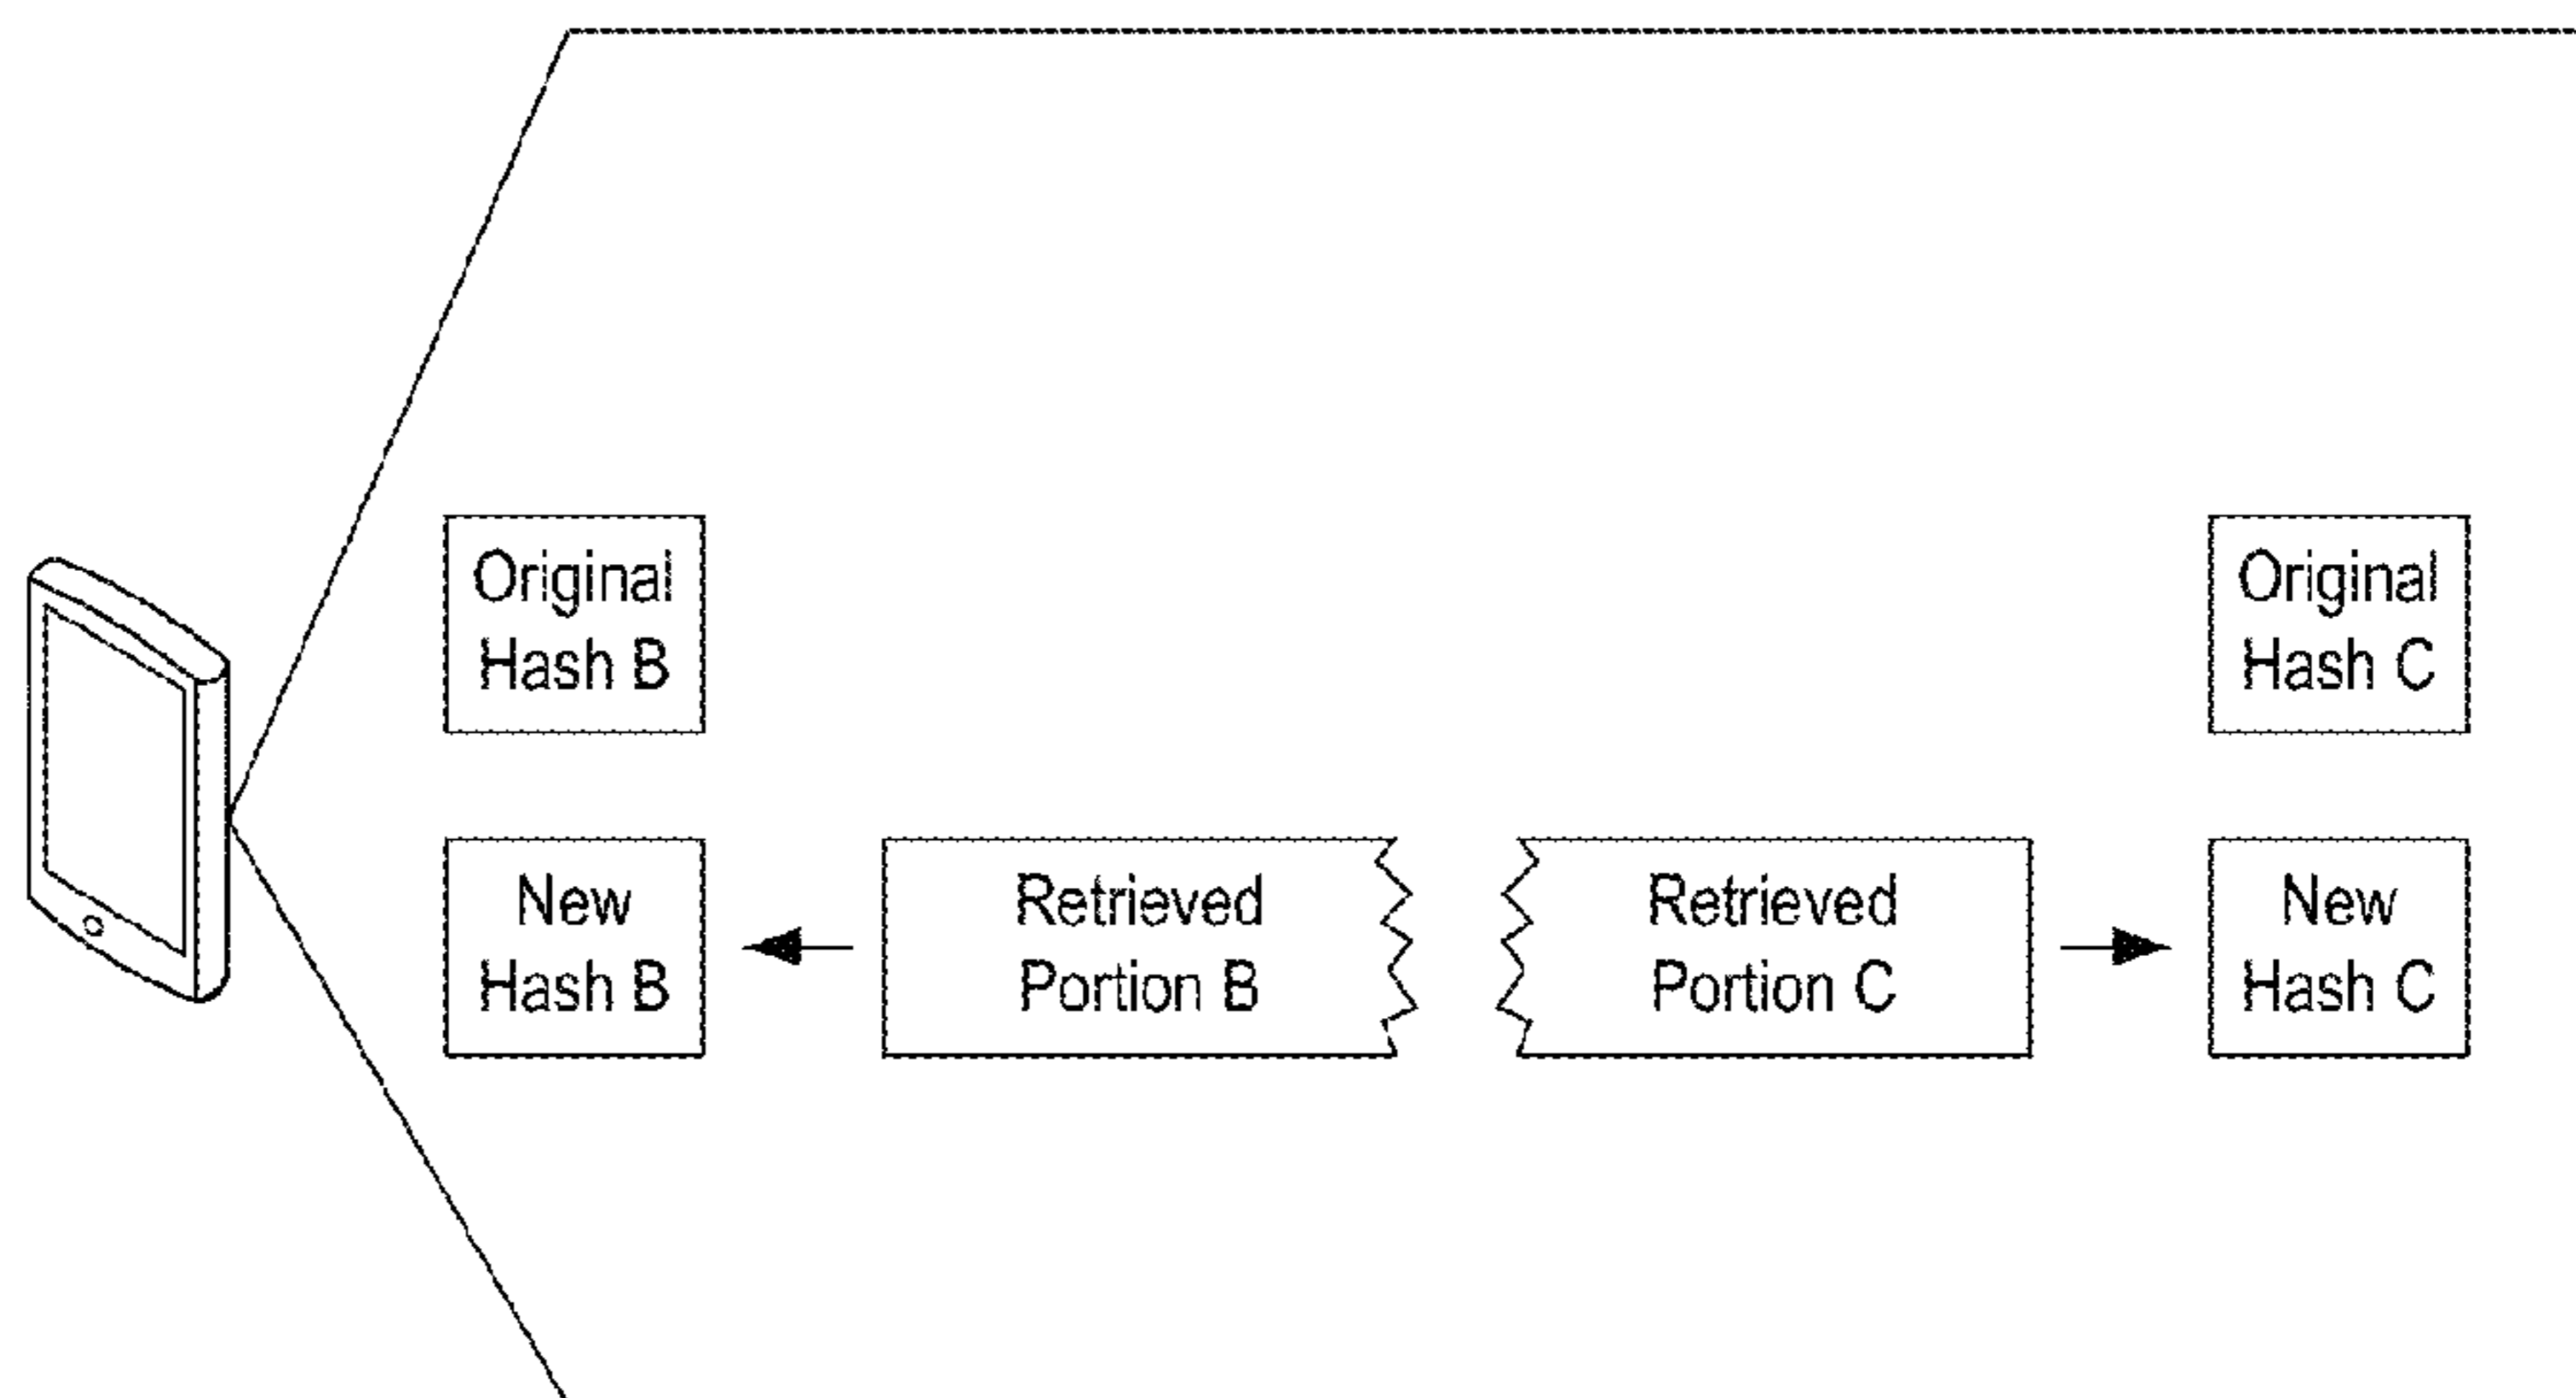 Original
Hash B
Original
Hash C
New
Hash B
Retrieved
Portion B
Retrieved
Portion C
New
Hash C